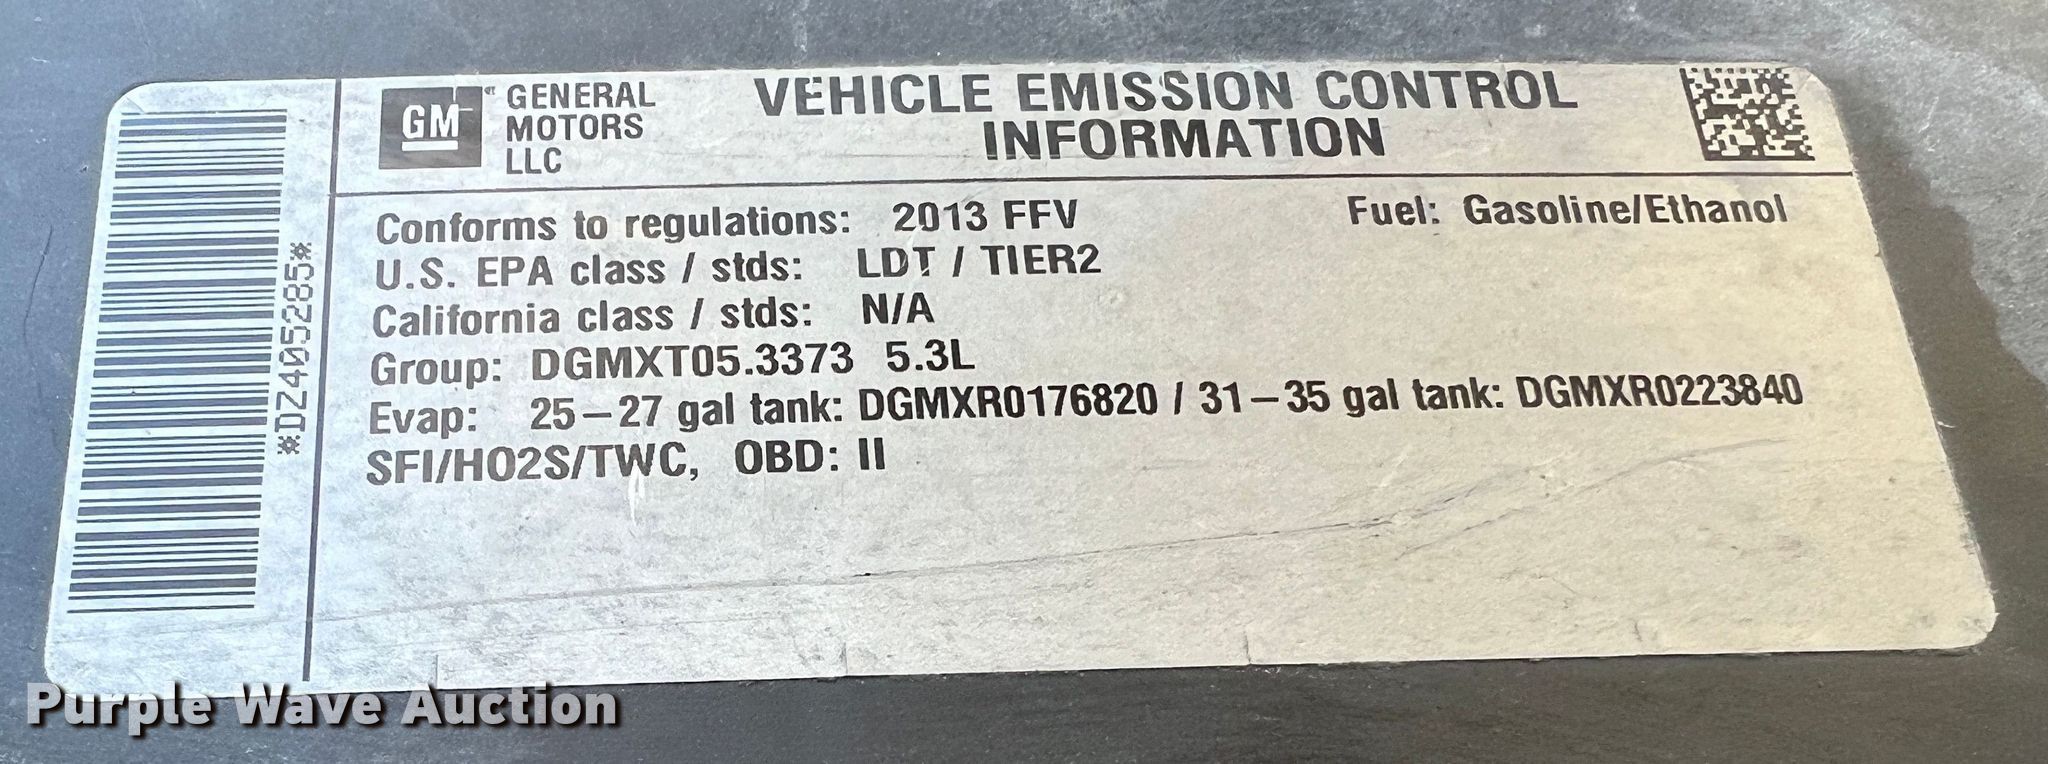 GM
GENERAL
MOTORS
LLC
VEHICLE EMISSION CONTROL
INFORMATION
*DZ405285*
Conforms to regulations: 2013 FFV
Fuel: Gasoline/Ethanol
U.S. EPA class / stds: LDT / TIER2
California class / stds: N/A
Group: DGMXT05.3373 5.3L
Evap: 25-27 gal tank: DGMXR0176820 / 31-35 gal tank: DGMXR0223840
SFI/HO2S/TWC, OBD: II
Purple Wave Auction